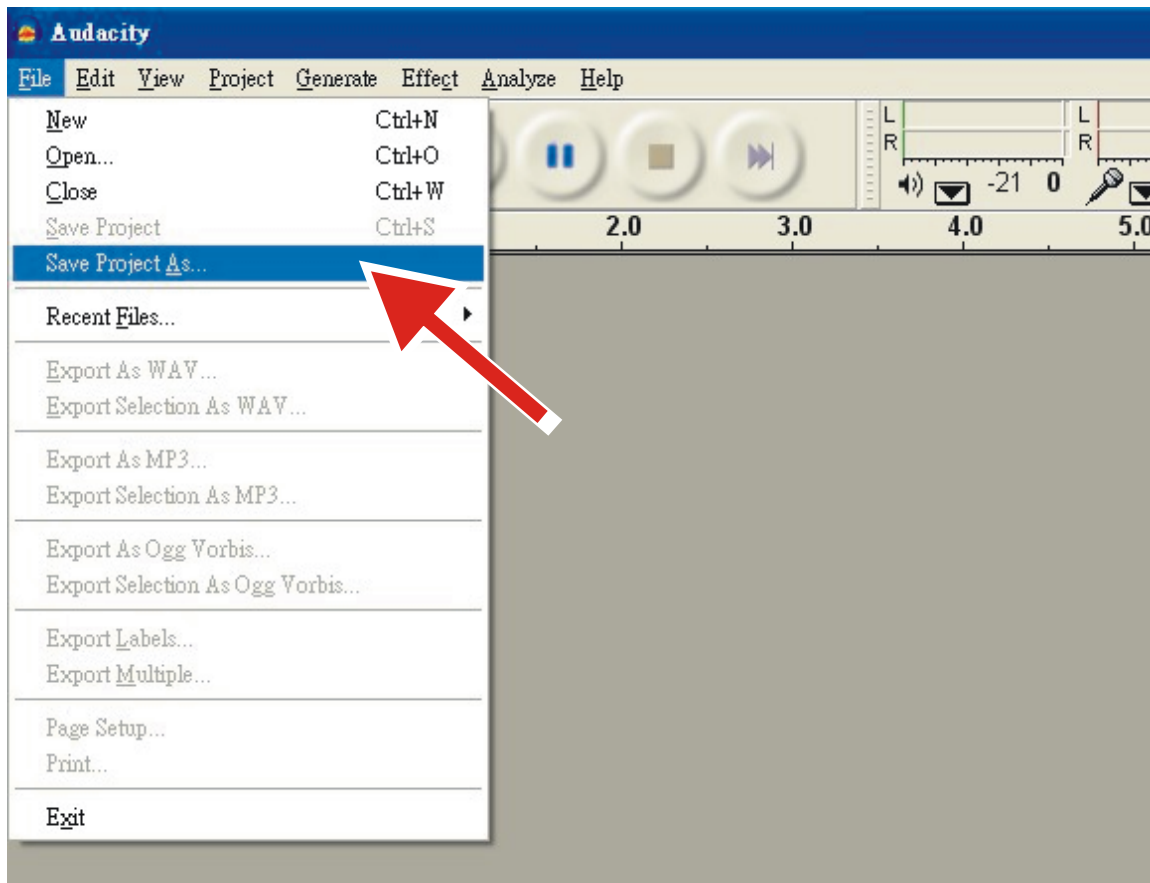 Audacity
File Edit View Project Generate Effect Analyze Help
New Ctrl+N
Open... Ctrl+O
Close Ctrl+W
Save Project Ctrl+S
Save Project As...
Recent Files...
Export As WAV...
Export Selection As WAV...
Export As MP3...
Export Selection As MP3...
Export As Ogg Vorbis...
Export Selection As Ogg Vorbis...
Export Labels...
Export Multiple...
Page Setup...
Print...
Exit
L L
R R
-21 0
2.0 3.0 4.0 5.0